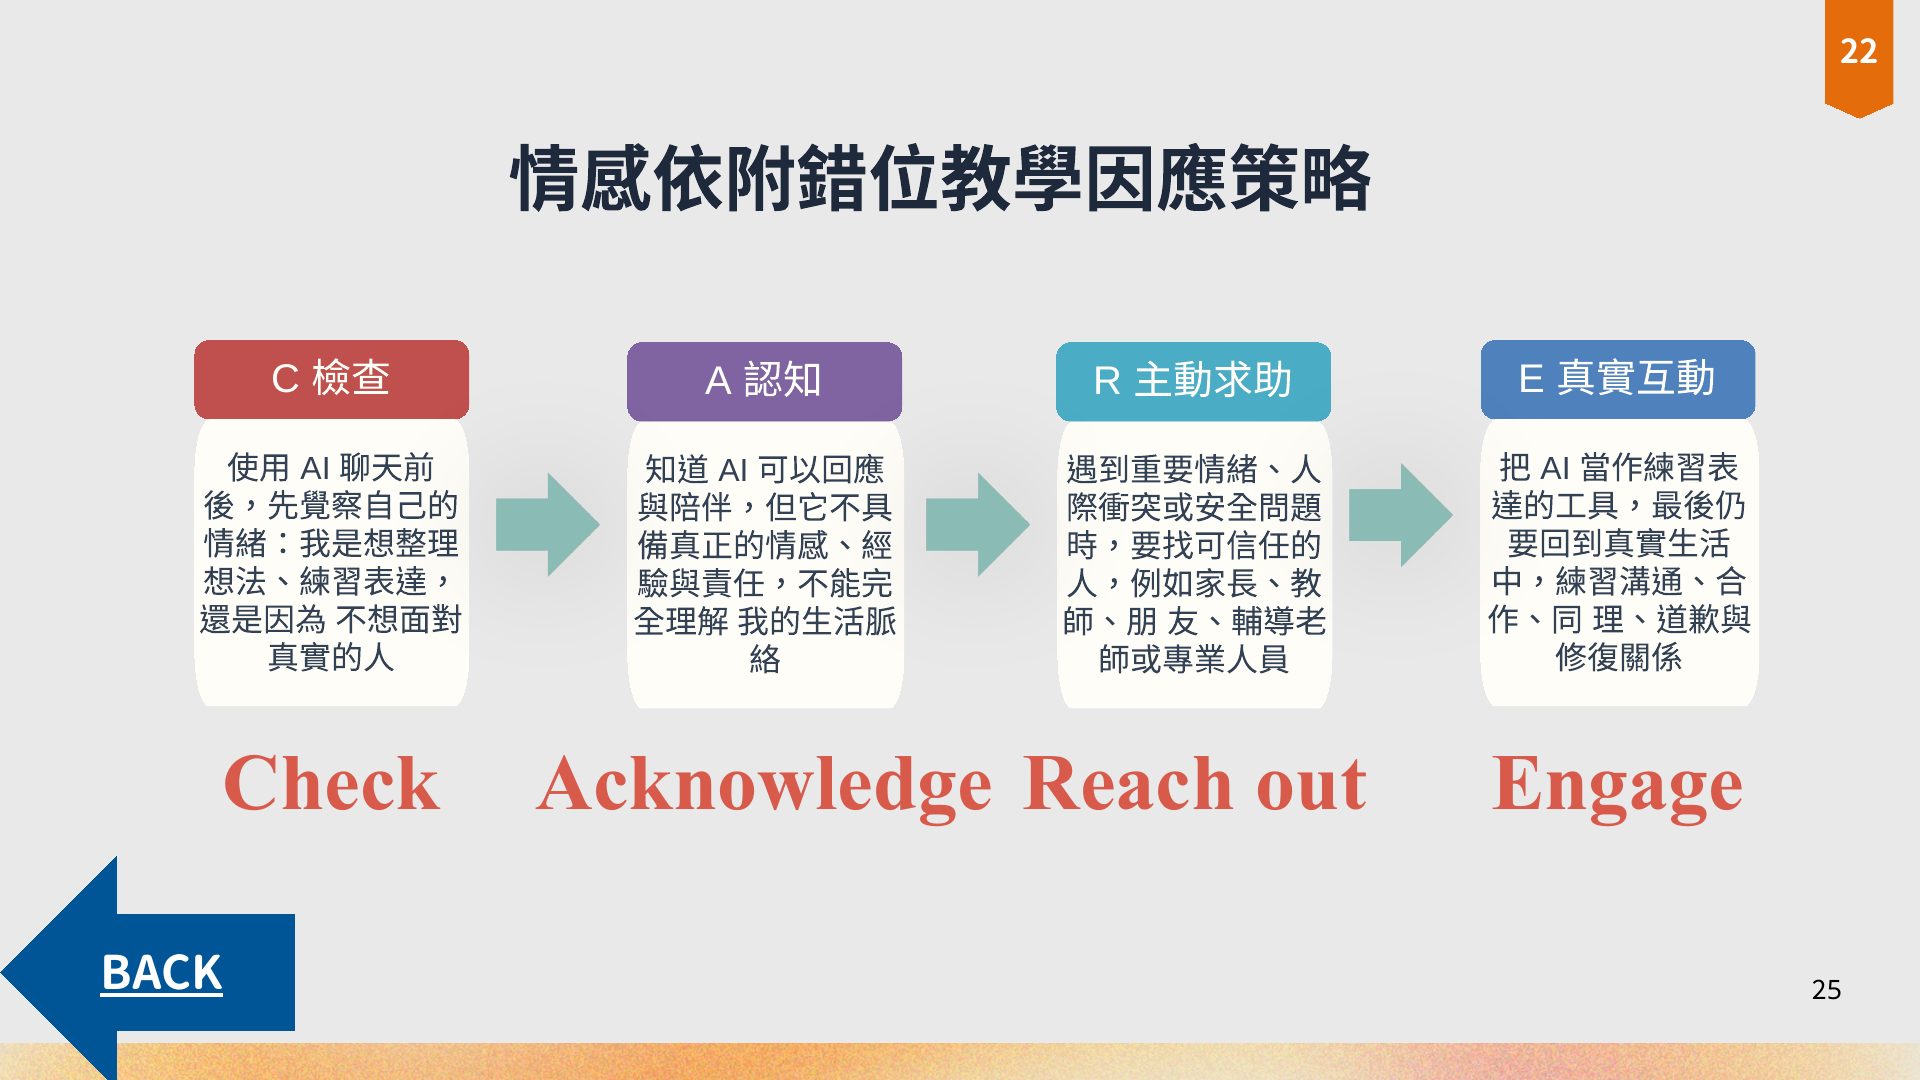 22
情感依附錯位教學因應策略
C 檢查
使用 AI 聊天前
後，先覺察自己的
情緒：我是想整理
想法、練習表達，
還是因為 不想面對
真實的人
A 認知
知道 AI 可以回應
與陪伴，但它不具
備真正的情感、經
驗與責任，不能完
全理解 我的生活脈
絡
R 主動求助
遇到重要情緒、人
際衝突或安全問題
時，要找可信任的
人，例如家長、教
師、朋 友、輔導老
師或專業人員
E 真實互動
把 AI 當作練習表
達的工具，最後仍
要回到真實生活
中，練習溝通、合
作、同 理、道歉與
修復關係
Check
Acknowledge
Reach out
Engage
BACK
25